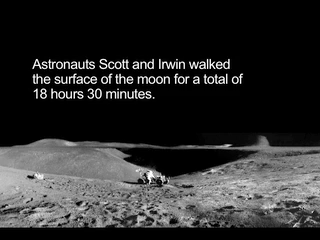 Astronauts Scott and Irwin walked
the surface of the moon for a total of
18 hours 30 minutes.